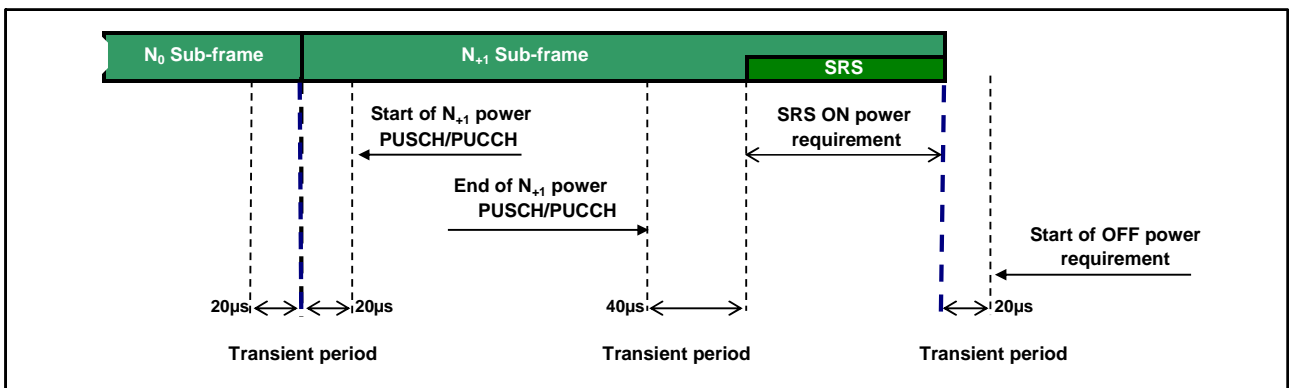 N0 Sub-frame
N+1 Sub-frame
SRS
Start of N+1 power
PUSCH/PUCCH
SRS ON power
requirement
End of N+1 power
PUSCH/PUCCH
Start of OFF power
requirement
20µs
20µs
40µs
20µs
Transient period
Transient period
Transient period